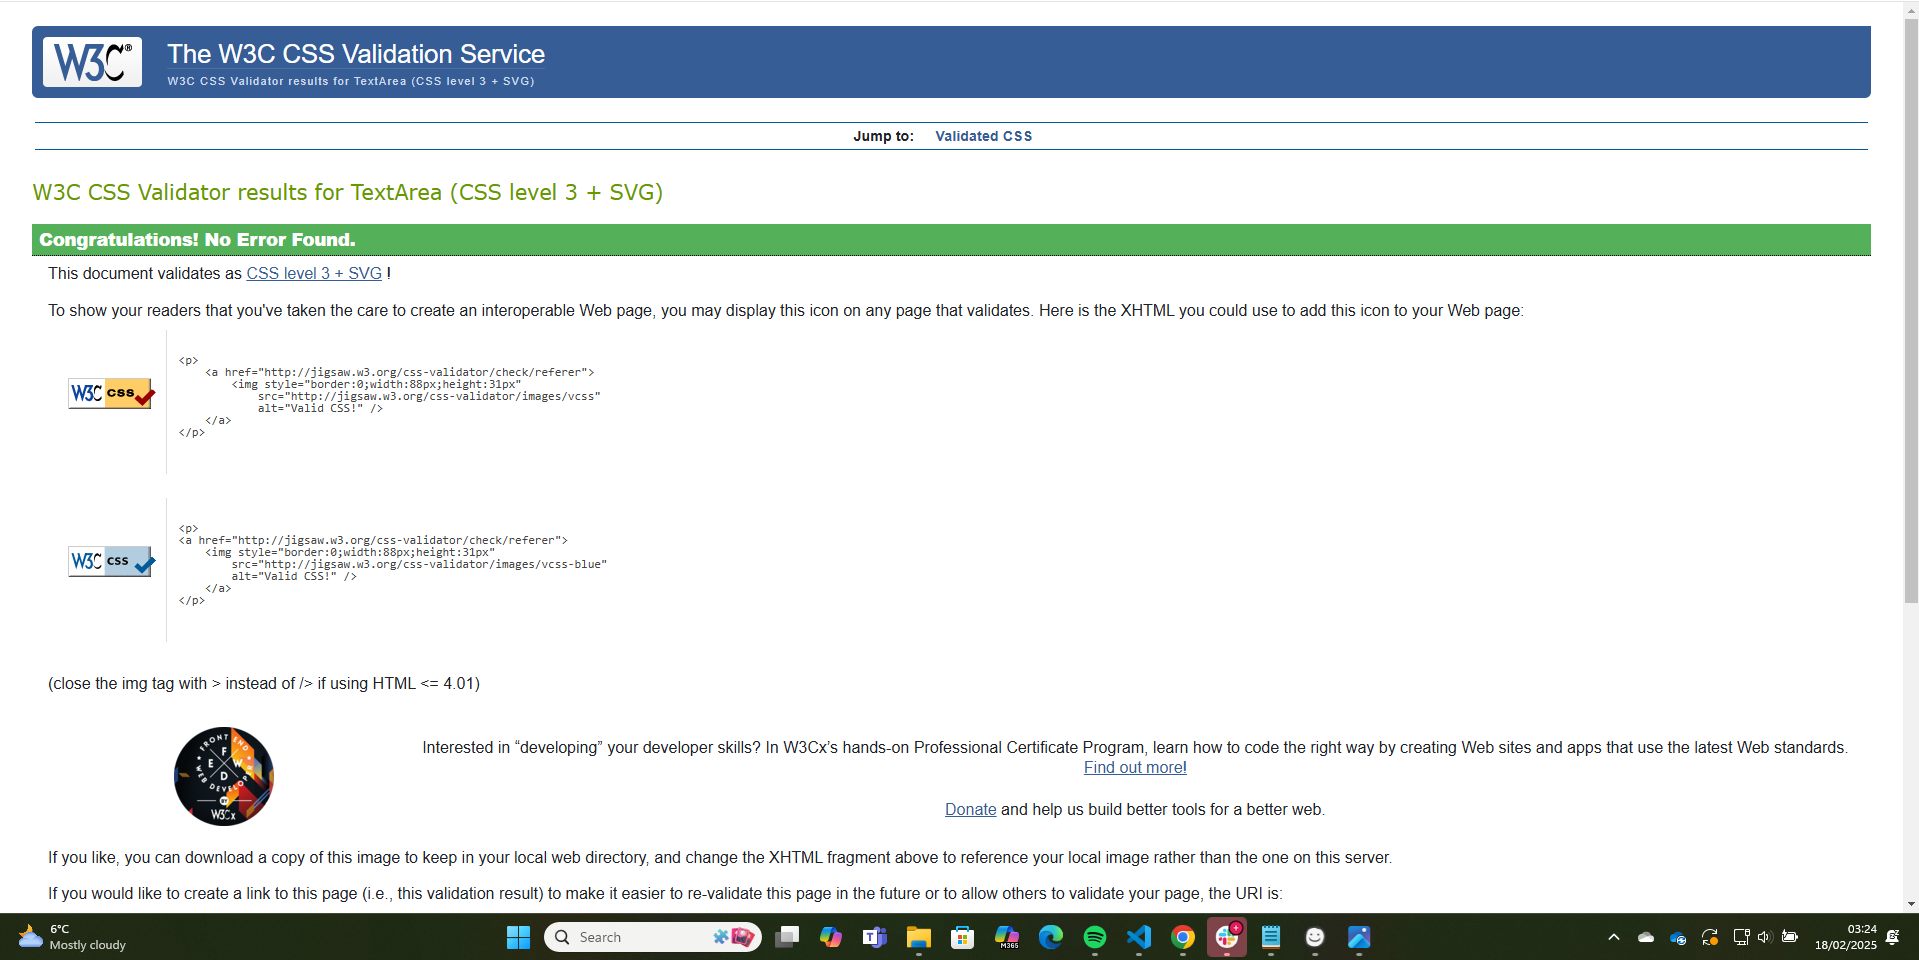 W3C®
The W3C CSS Validation Service
W3C CSS Validator results for TextArea (CSS level 3 + SVG)
Jump to: Validated CSS
W3C CSS Validator results for TextArea (CSS level 3 + SVG)
Congratulations! No Error Found.
This document validates as CSS level 3 + SVG !
To show your readers that you've taken the care to create an interoperable Web page, you may display this icon on any page that validates. Here is the XHTML you could use to add this icon to your Web page:
W3C css
<p>
<a href="http://jigsaw.w3.org/css-validator/check/referer">
<img style="border:0;width:88px;height:31px"
src="http://jigsaw.w3.org/css-validator/images/vcss"
alt="Valid CSS!" />
</a>
</p>
W3C css
<p>
<a href="http://jigsaw.w3.org/css-validator/check/referer">
<img style="border:0;width:88px;height:31px"
src="http://jigsaw.w3.org/css-validator/images/vcss-blue"
alt="Valid CSS!" />
</a>
</p>
(close the img tag with > instead of /> if using HTML <= 4.01)
FRONT END
F E W D
WEB DEVELOPER
BY
W3Cx
Interested in “developing” your developer skills? In W3Cx’s hands-on Professional Certificate Program, learn how to code the right way by creating Web sites and apps that use the latest Web standards.
Find out more!
Donate and help us build better tools for a better web.
If you like, you can download a copy of this image to keep in your local web directory, and change the XHTML fragment above to reference your local image rather than the one on this server.
If you would like to create a link to this page (i.e., this validation result) to make it easier to re-validate this page in the future or to allow others to validate your page, the URI is:
6°C
Mostly cloudy
Search
M365
03:24
18/02/2025